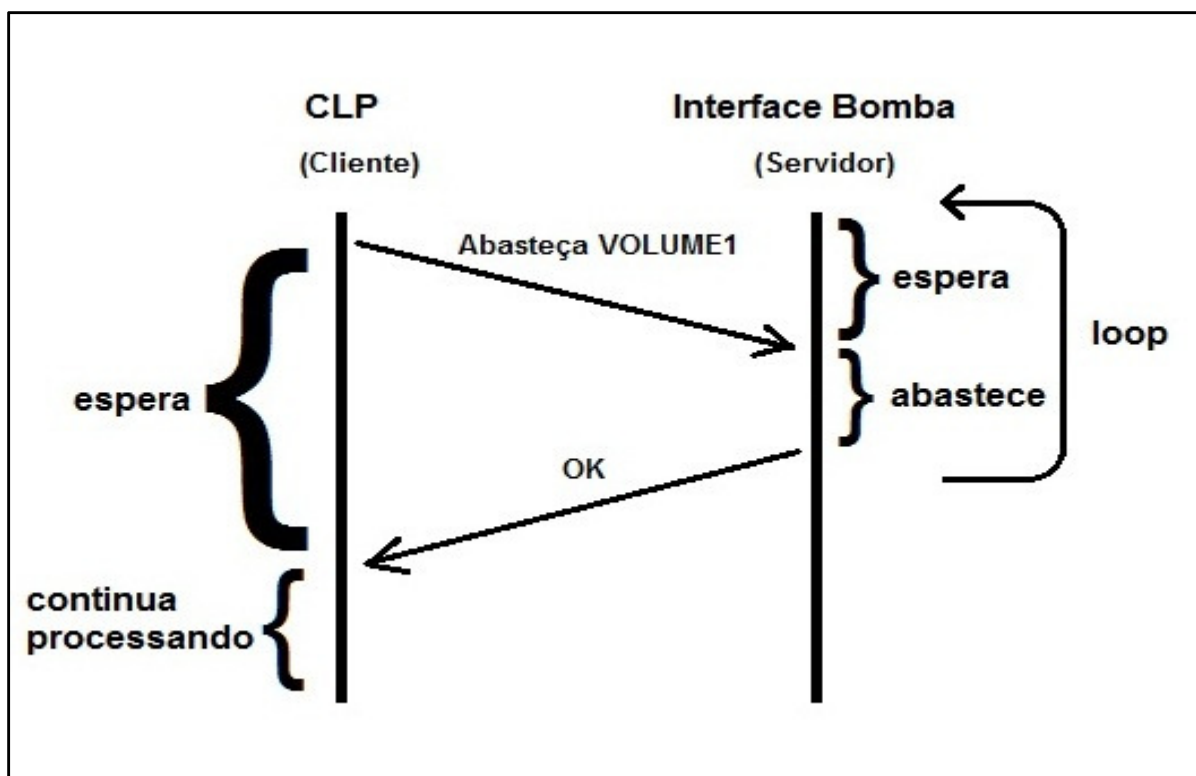 CLP
(Cliente)
Interface Bomba
(Servidor)
Abasteça VOLUME1
espera
loop
abastece
espera
OK
continua
processando